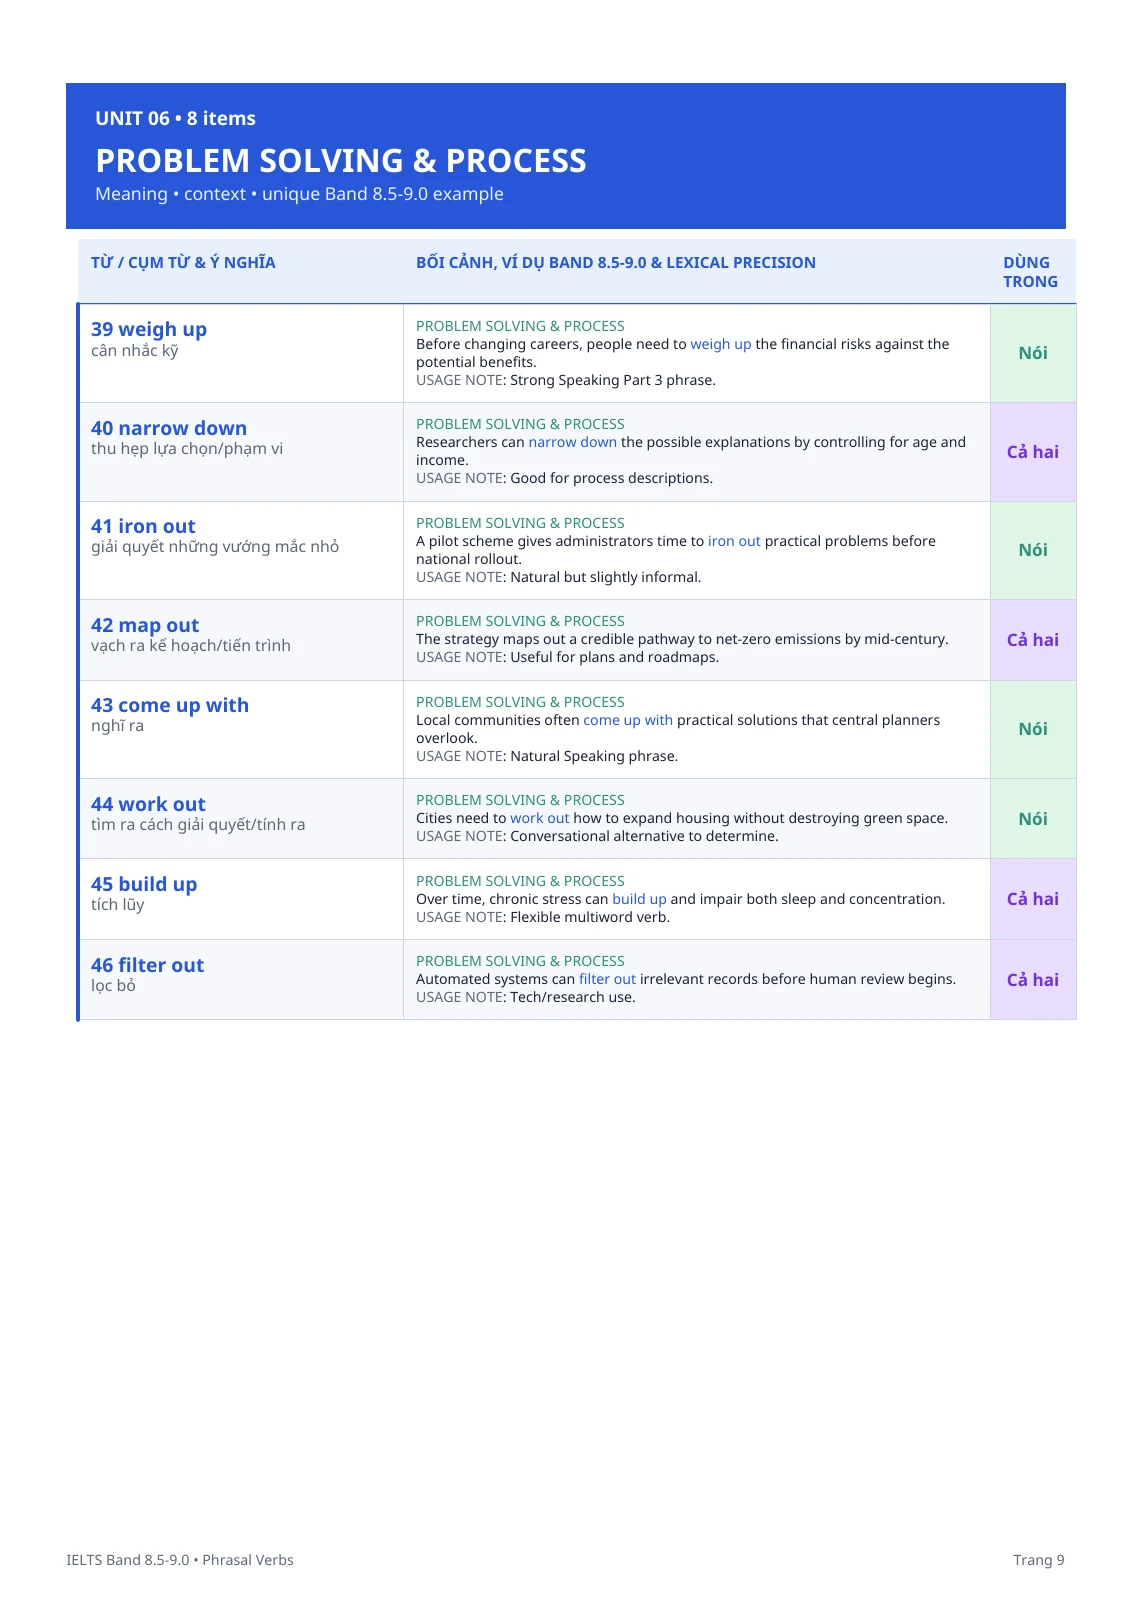 UNIT 06 • 8 items
PROBLEM SOLVING & PROCESS
Meaning • context • unique Band 8.5-9.0 example
TỪ / CỤM TỪ & Ý NGHĨA
BỐI CẢNH, VÍ DỤ BAND 8.5-9.0 & LEXICAL PRECISION
DÙNG
TRONG
39 weigh up
cân nhắc kỹ
PROBLEM SOLVING & PROCESS
Before changing careers, people need to weigh up the financial risks against the
potential benefits.
USAGE NOTE: Strong Speaking Part 3 phrase.
Nói
40 narrow down
thu hẹp lựa chọn/phạm vi
PROBLEM SOLVING & PROCESS
Researchers can narrow down the possible explanations by controlling for age and
income.
USAGE NOTE: Good for process descriptions.
Cả hai
41 iron out
giải quyết những vướng mắc nhỏ
PROBLEM SOLVING & PROCESS
A pilot scheme gives administrators time to iron out practical problems before
national rollout.
USAGE NOTE: Natural but slightly informal.
Nói
42 map out
vạch ra kế hoạch/tiến trình
PROBLEM SOLVING & PROCESS
The strategy maps out a credible pathway to net-zero emissions by mid-century.
USAGE NOTE: Useful for plans and roadmaps.
Cả hai
43 come up with
nghĩ ra
PROBLEM SOLVING & PROCESS
Local communities often come up with practical solutions that central planners
overlook.
USAGE NOTE: Natural Speaking phrase.
Nói
44 work out
tìm ra cách giải quyết/tính ra
PROBLEM SOLVING & PROCESS
Cities need to work out how to expand housing without destroying green space.
USAGE NOTE: Conversational alternative to determine.
Nói
45 build up
tích lũy
PROBLEM SOLVING & PROCESS
Over time, chronic stress can build up and impair both sleep and concentration.
USAGE NOTE: Flexible multiword verb.
Cả hai
46 filter out
lọc bỏ
PROBLEM SOLVING & PROCESS
Automated systems can filter out irrelevant records before human review begins.
USAGE NOTE: Tech/research use.
Cả hai
IELTS Band 8.5-9.0 • Phrasal Verbs
Trang 9